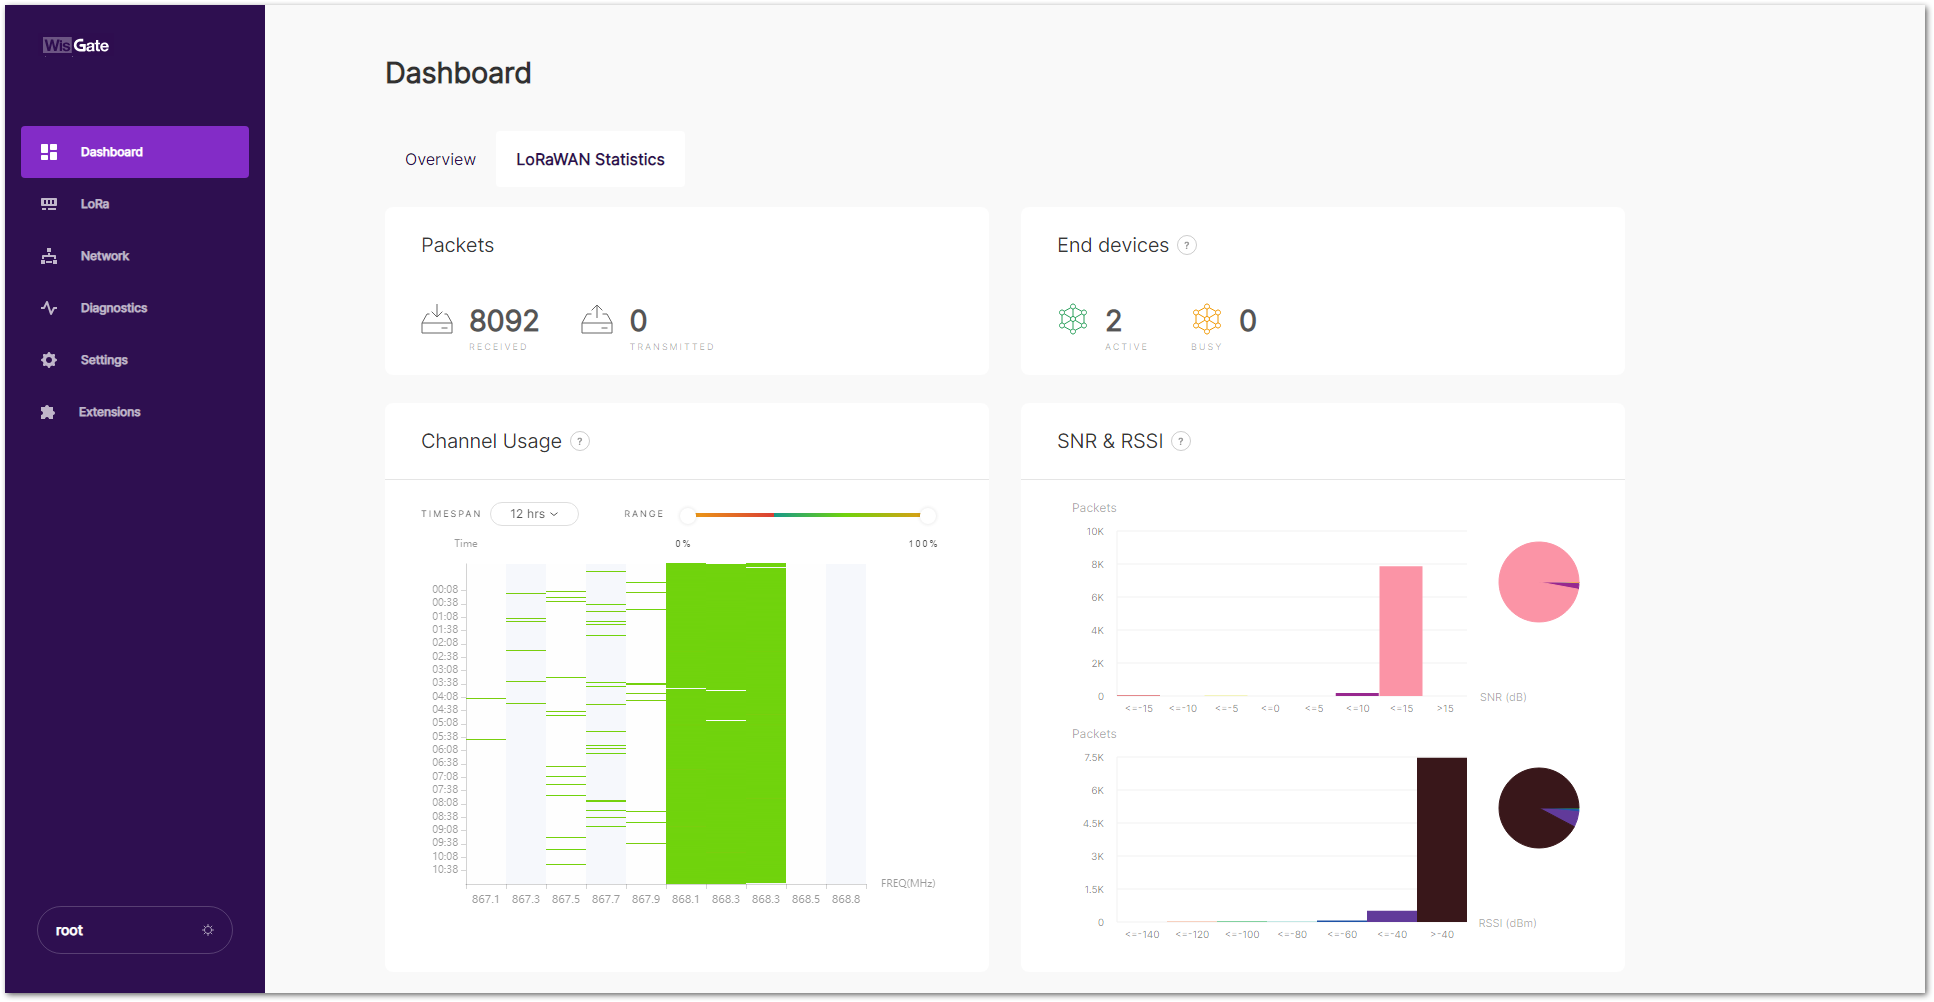 WisGate
Dashboard
LoRa
Network
Diagnostics
Settings
Extensions
root
Dashboard
Overview
LoRaWAN Statistics
Packets
8092
RECEIVED
0
TRANSMITTED
End devices ?
2
ACTIVE
0
BUSY
Channel Usage ?
TIMESPAN 12 hrs
RANGE
0%
100%
Time
00:08
00:38
01:08
01:38
02:08
02:38
03:08
03:38
04:08
04:38
05:08
05:38
06:08
06:38
07:08
07:38
08:08
08:38
09:08
09:38
10:08
10:38
FREQ(MHz)
867.1 867.3 867.5 867.7 867.9 868.1 868.3 868.3 868.5 868.8
SNR & RSSI ?
Packets
10K
8K
6K
4K
2K
0
SNR (dB)
<=-15 <=-10 <=-5 <=0 <=5 <=10 <=15 >15
Packets
7.5K
6K
4.5K
3K
1.5K
0
RSSI (dBm)
<=-140 <=-120 <=-100 <=-80 <=-60 <=-40 >-40